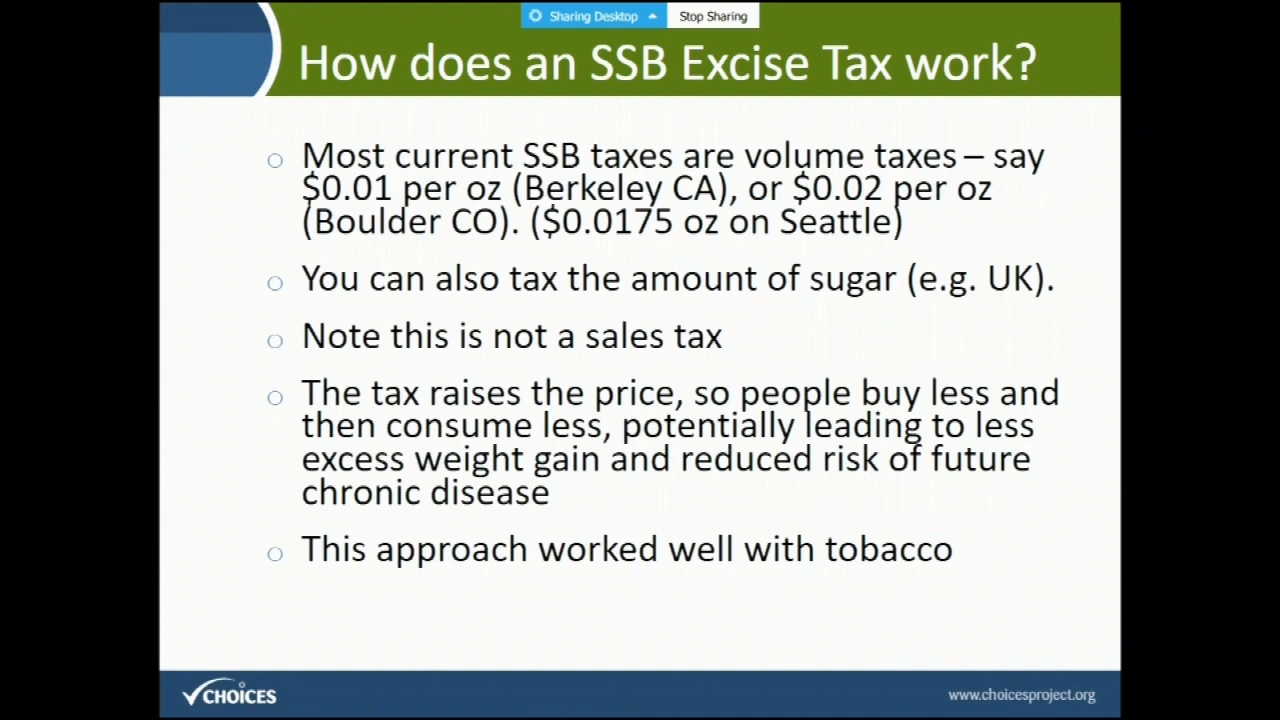 Sharing Desktop Stop Sharing
How does an SSB Excise Tax work?
Most current SSB taxes are volume taxes – say
$0.01 per oz (Berkeley CA), or $0.02 per oz
(Boulder CO). ($0.0175 oz on Seattle)
You can also tax the amount of sugar (e.g. UK).
Note this is not a sales tax
The tax raises the price, so people buy less and
then consume less, potentially leading to less
excess weight gain and reduced risk of future
chronic disease
This approach worked well with tobacco
CHOICES
www.choicesproject.org